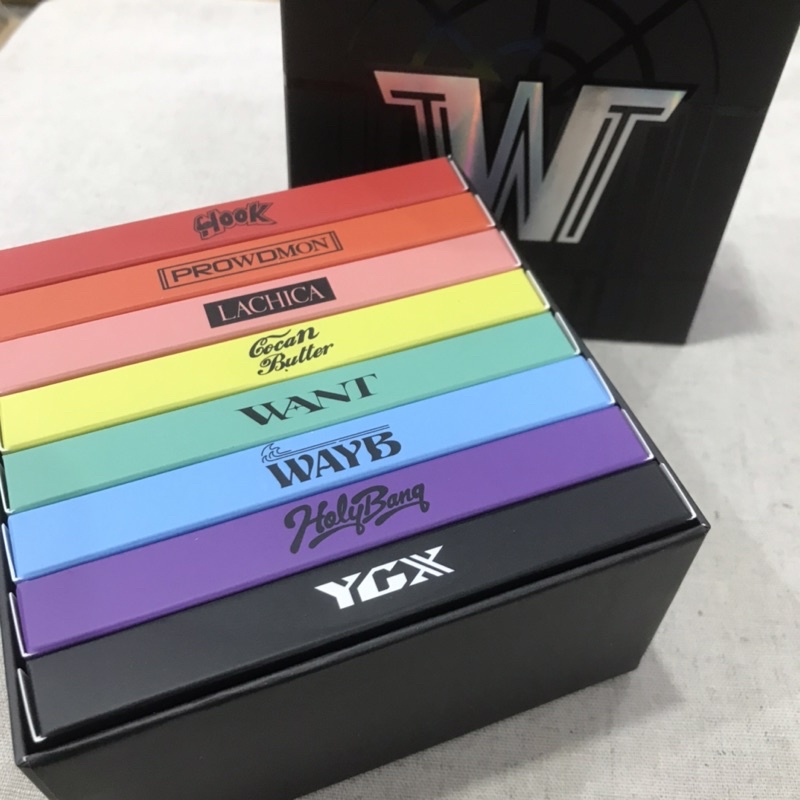 WT
HOOK
PROWDMON
LACHICA
Cocan
Butter
WANT
WAYB
HolyBang
YGX